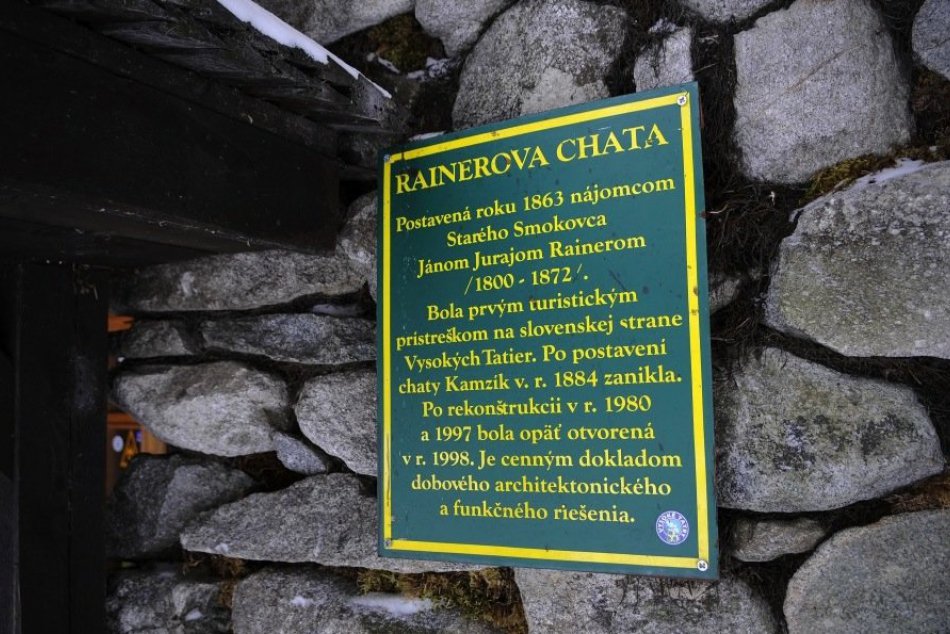 RAINEROVA CHATA
Postavená roku 1863 nájomcom
Starého Smokovca
Jánom Jurajom Rainerom
/1800 - 1872/.
Bola prvým turistickým
prístreškom na slovenskej strane
Vysokých Tatier. Po postavení
chaty Kamzík v. r. 1884 zanikla.
Po rekonštrukcii v r. 1980
a 1997 bola opäť otvorená
v r. 1998. Je cenným dokladom
dobového architektonického
a funkčného riešenia.
VYSOKÉ TATRY